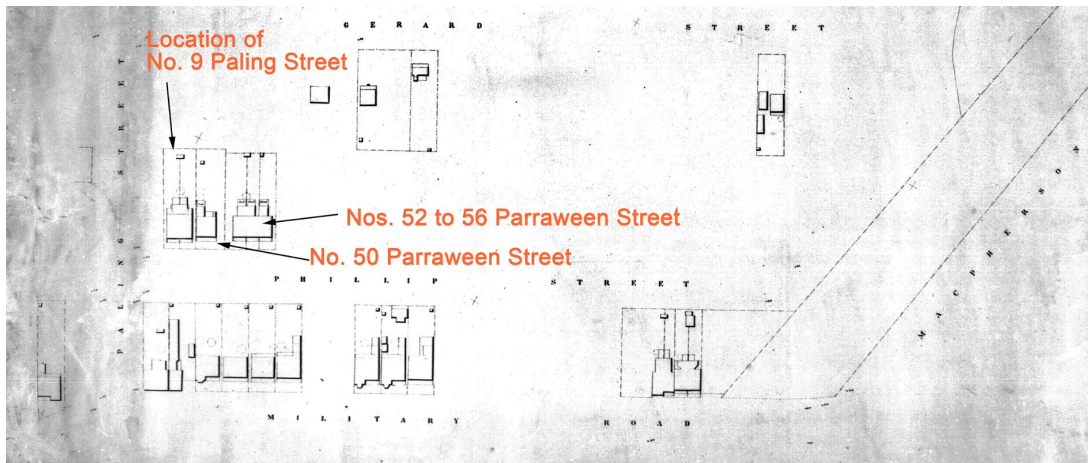 GERARD STREET
Location of
No. 9 Paling Street
PALING STREET
MACPHERSON
Nos. 52 to 56 Parraween Street
No. 50 Parraween Street
PHILLIP STREET
MILITARY ROAD